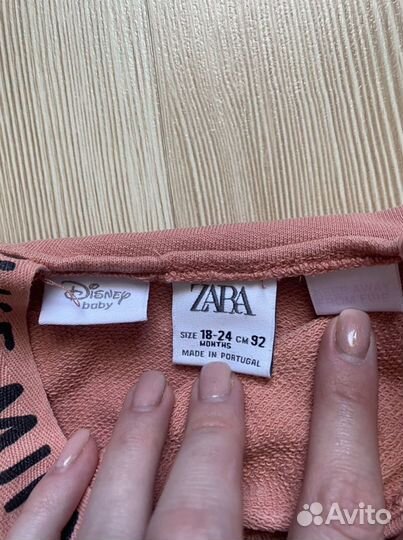 Disney
baby
ZARA
SIZE 18-24 CM 92
MONTHS
MADE IN PORTUGAL
Avito